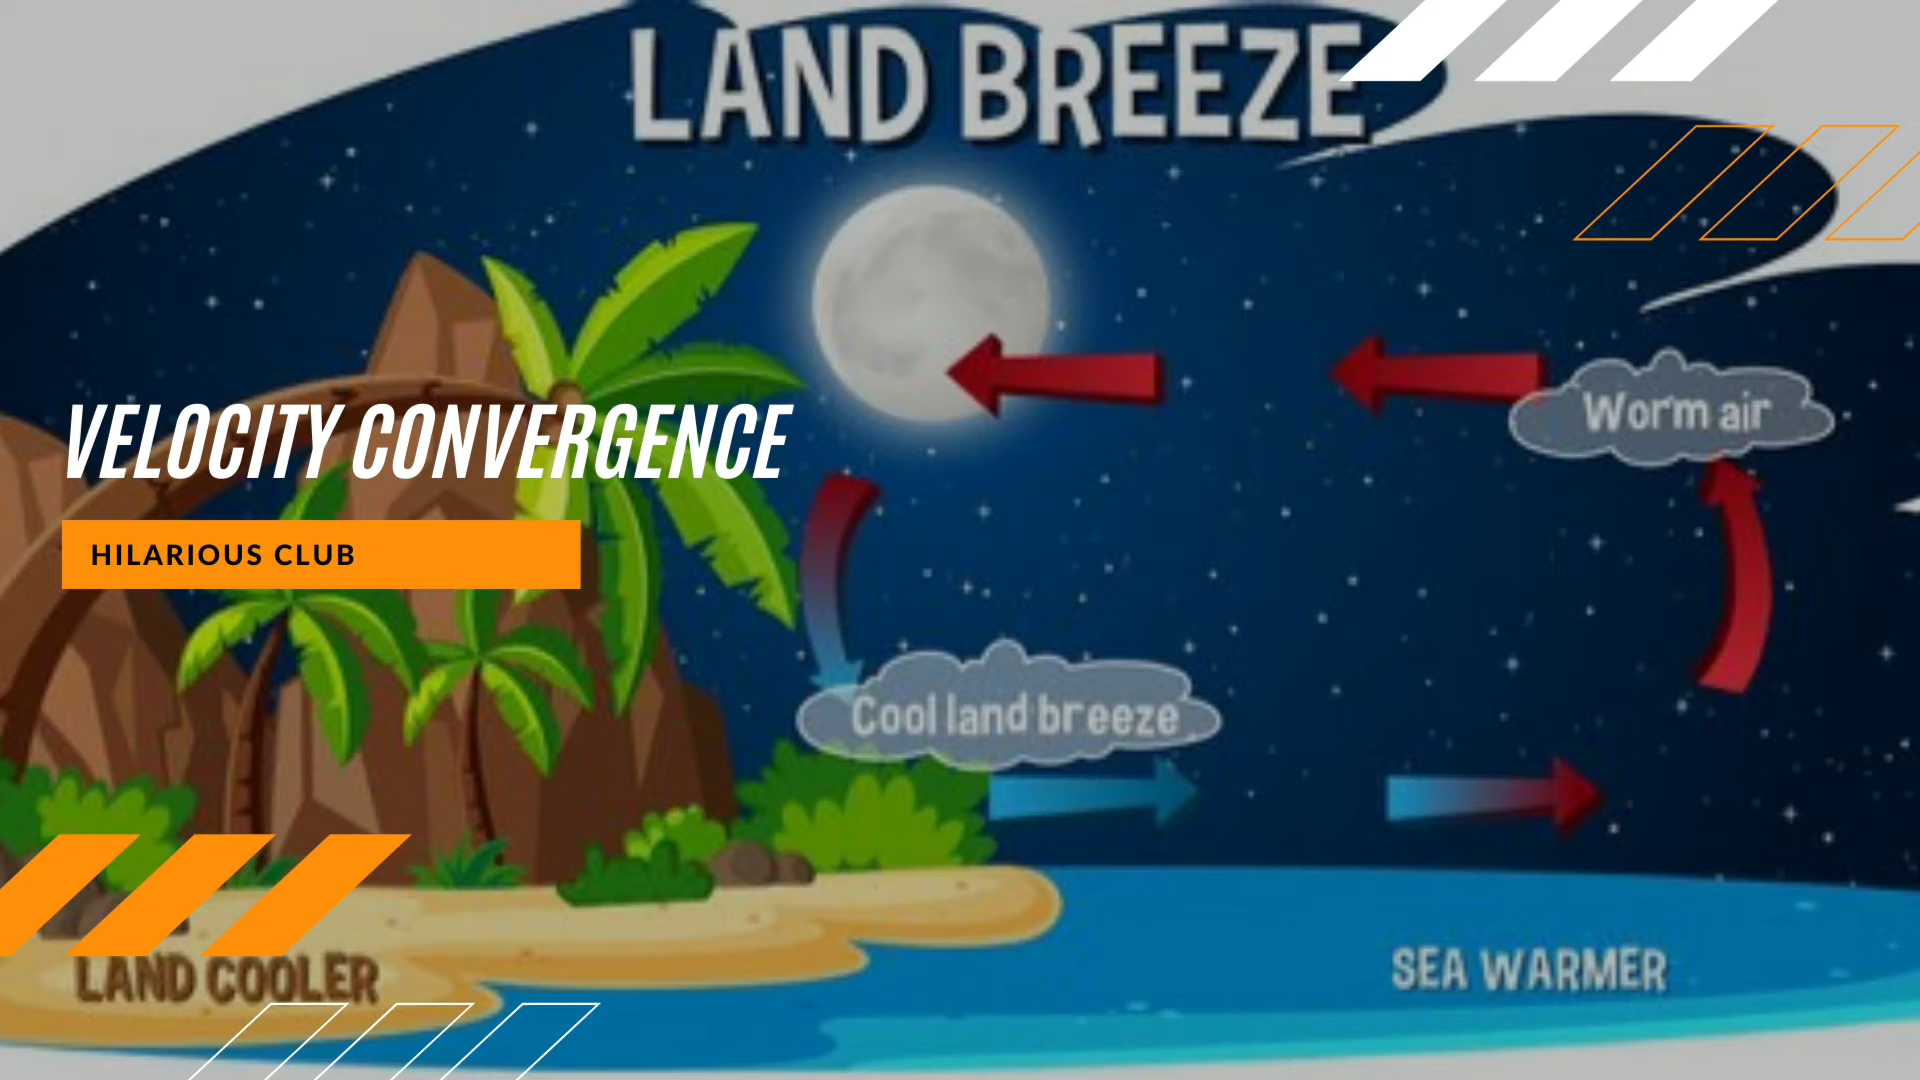 LAND BREEZE
Worm air
VELOCITY CONVERGENCE
HILARIOUS CLUB
Cool land breeze
LAND COOLER
SEA WARMER